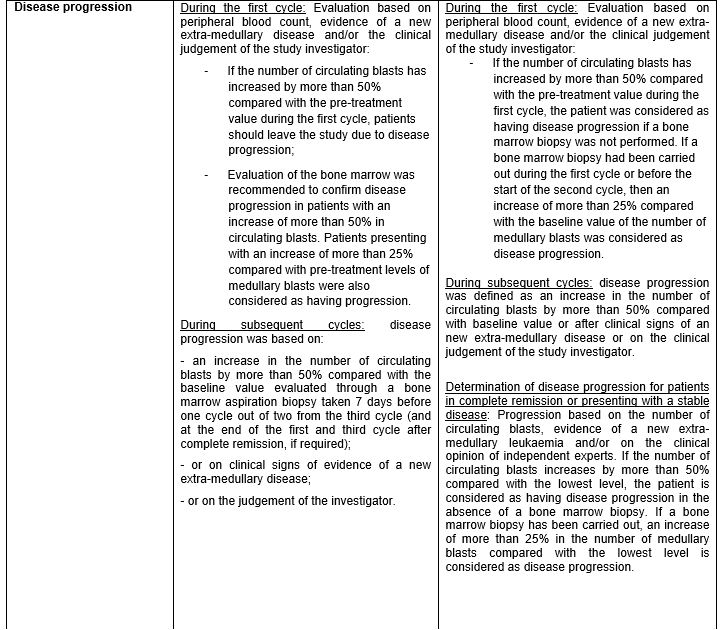 Disease progression
During the first cycle: Evaluation based on
peripheral blood count, evidence of a new
extra-medullary disease and/or the clinical
judgement of the study investigator:
- If the number of circulating blasts has
increased by more than 50%
compared with the pre-treatment
value during the first cycle, patients
should leave the study due to disease
progression;
- Evaluation of the bone marrow was
recommended to confirm disease
progression in patients with an
increase of more than 50% in
circulating blasts. Patients presenting
with an increase of more than 25%
compared with pre-treatment levels of
medullary blasts were also
considered as having progression.
During subsequent cycles: disease
progression was based on:
- an increase in the number of circulating
blasts by more than 50% compared with the
baseline value evaluated through a bone
marrow aspiration biopsy taken 7 days before
one cycle out of two from the third cycle (and
at the end of the first and third cycle after
complete remission, if required);
- or on clinical signs of evidence of a new
extra-medullary disease;
- or on the judgement of the investigator.
During the first cycle: Evaluation based on
peripheral blood count, evidence of a new extra-
medullary disease and/or the clinical judgement
of the study investigator:
- If the number of circulating blasts has
increased by more than 50% compared
with the pre-treatment value during the
first cycle, the patient was considered as
having disease progression if a bone
marrow biopsy was not performed. If a
bone marrow biopsy had been carried
out during the first cycle or before the
start of the second cycle, then an
increase of more than 25% compared
with the baseline value of the number of
medullary blasts was considered as
disease progression.
During subsequent cycles: disease progression
was defined as an increase in the number of
circulating blasts by more than 50% compared
with baseline value or after clinical signs of an
new extra-medullary disease or on the clinical
judgement of the study investigator.
Determination of disease progression for patients
in complete remission or presenting with a stable
disease: Progression based on the number of
circulating blasts, evidence of a new extra-
medullary leukaemia and/or on the clinical
opinion of independent experts. If the number of
circulating blasts increases by more than 50%
compared with the lowest level, the patient is
considered as having disease progression in the
absence of a bone marrow biopsy. If a bone
marrow biopsy has been carried out, an increase
of more than 25% in the number of medullary
blasts compared with the lowest level is
considered as disease progression.